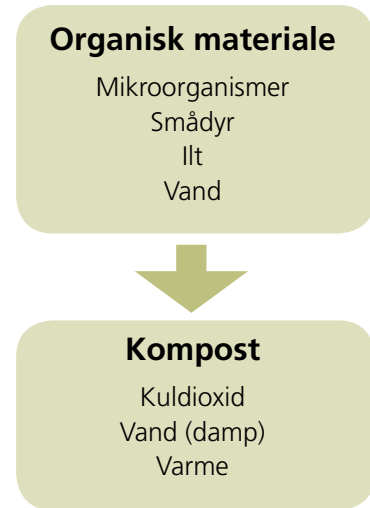 Organisk materiale
Mikroorganismer
Smådyr
Ilt
Vand
Kompost
Kuldioxid
Vand (damp)
Varme